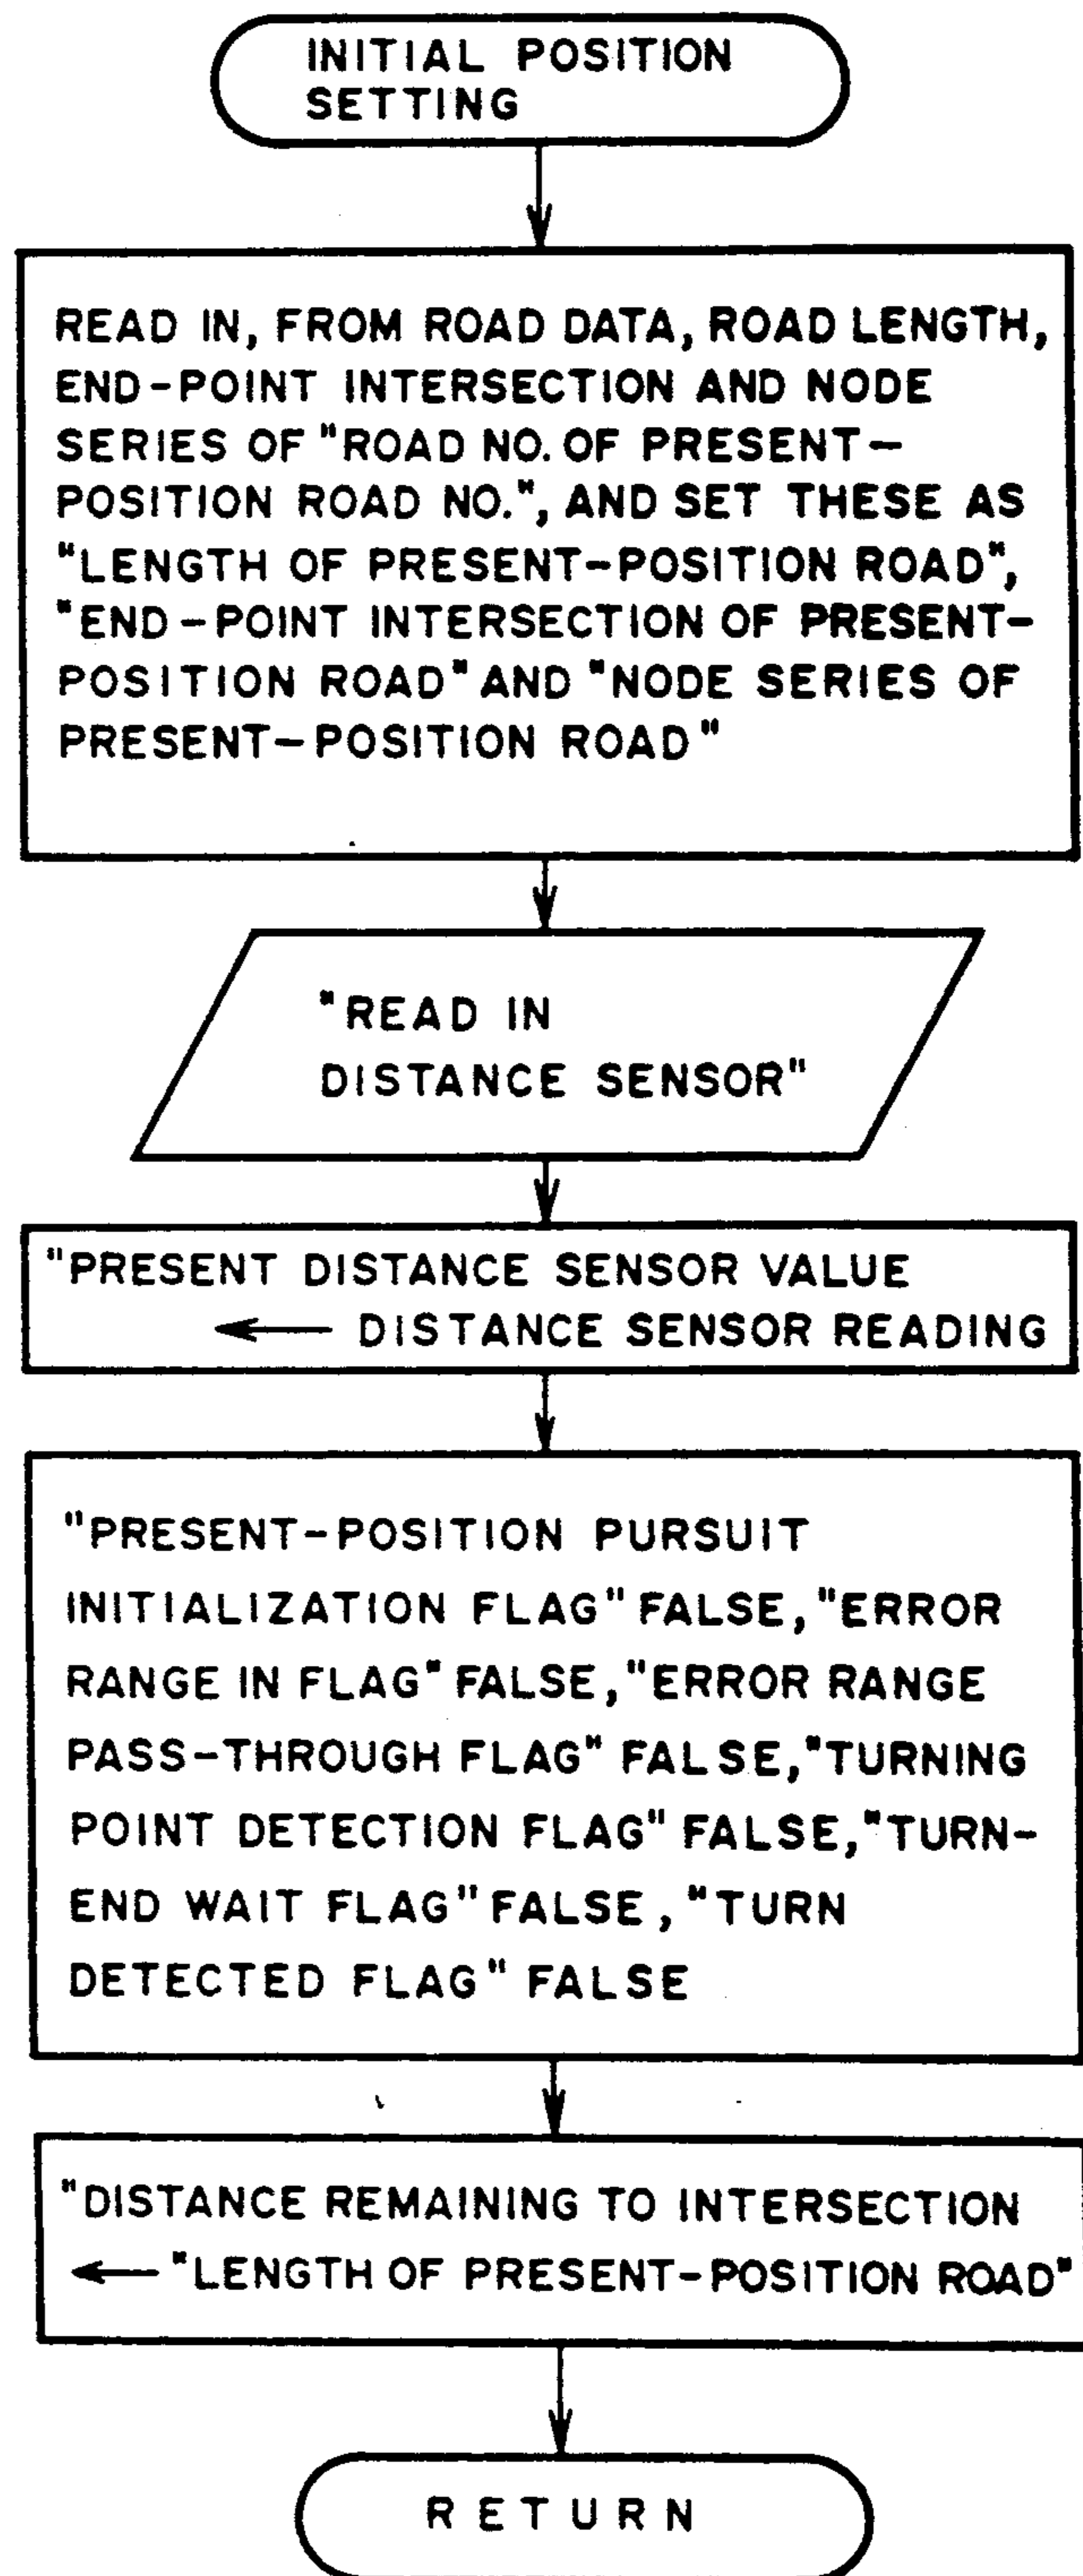 INITIAL POSITION
SETTING
READ IN, FROM ROAD DATA, ROAD LENGTH,
END-POINT INTERSECTION AND NODE
SERIES OF "ROAD NO. OF PRESENT-
POSITION ROAD NO.", AND SET THESE AS
"LENGTH OF PRESENT-POSITION ROAD",
"END-POINT INTERSECTION OF PRESENT-
POSITION ROAD" AND "NODE SERIES OF
PRESENT-POSITION ROAD"
"READ IN
DISTANCE SENSOR"
"PRESENT DISTANCE SENSOR VALUE
← DISTANCE SENSOR READING
"PRESENT-POSITION PURSUIT
INITIALIZATION FLAG" FALSE, "ERROR
RANGE IN FLAG" FALSE, "ERROR RANGE
PASS-THROUGH FLAG" FALSE, "TURNING
POINT DETECTION FLAG" FALSE, "TURN-
END WAIT FLAG" FALSE, "TURN
DETECTED FLAG" FALSE
"DISTANCE REMAINING TO INTERSECTION
← "LENGTH OF PRESENT-POSITION ROAD"
RETURN